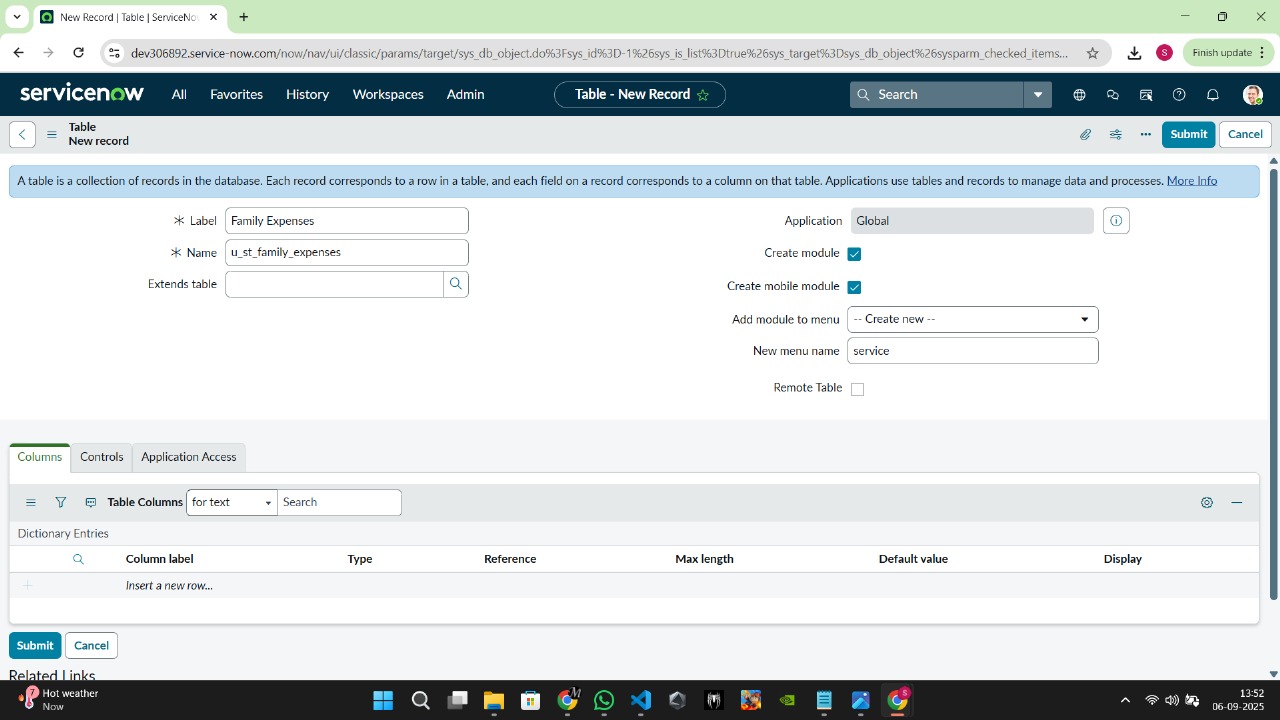 New Record | Table | ServiceNo
dev306892.service-now.com/now/nav/ui/classic/params/target/sys_db_object.do%3Fsys_id%3D-1%26sys_is_list%3Dtrue%26sys_target%3Dsys_db_object%26sysparm_checked_items...
S
Finish update
servicenow
All
Favorites
History
Workspaces
Admin
Table - New Record
Search
Table
New record
Submit
Cancel
A table is a collection of records in the database. Each record corresponds to a row in a table, and each field on a record corresponds to a column on that table. Applications use tables and records to manage data and processes. More Info
Label
Family Expenses
Name
u_st_family_expenses
Extends table
Application
Global
Create module
Create mobile module
Add module to menu
-- Create new --
New menu name
service
Remote Table
Columns
Controls
Application Access
Table Columns
for text
Search
Dictionary Entries
Column label
Type
Reference
Max length
Default value
Display
Insert a new row...
Submit
Cancel
Related Links
7
Hot weather
Now
M
S
13:52
06-09-2025